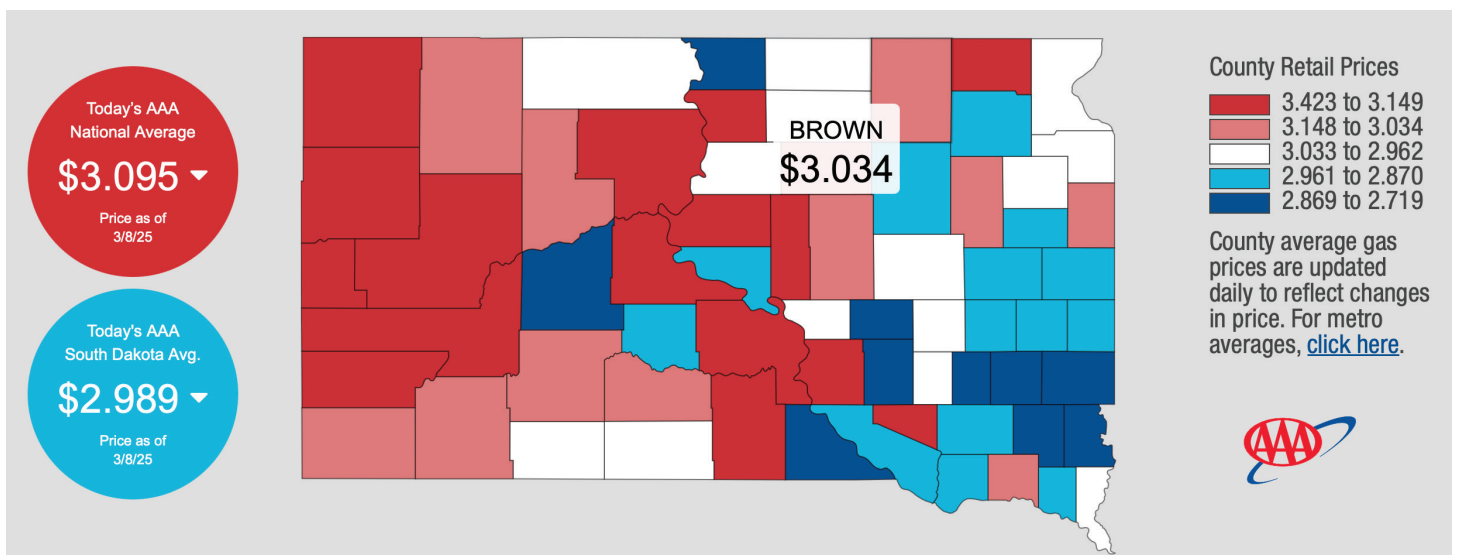 Today's AAA
National Average
$3.095
Price as of
3/8/25
Today's AAA
South Dakota Avg.
$2.989
Price as of
3/8/25
BROWN
$3.034
County Retail Prices
3.423 to 3.149
3.148 to 3.034
3.033 to 2.962
2.961 to 2.870
2.869 to 2.719
County average gas
prices are updated
daily to reflect changes
in price. For metro
averages, click here.
AAA